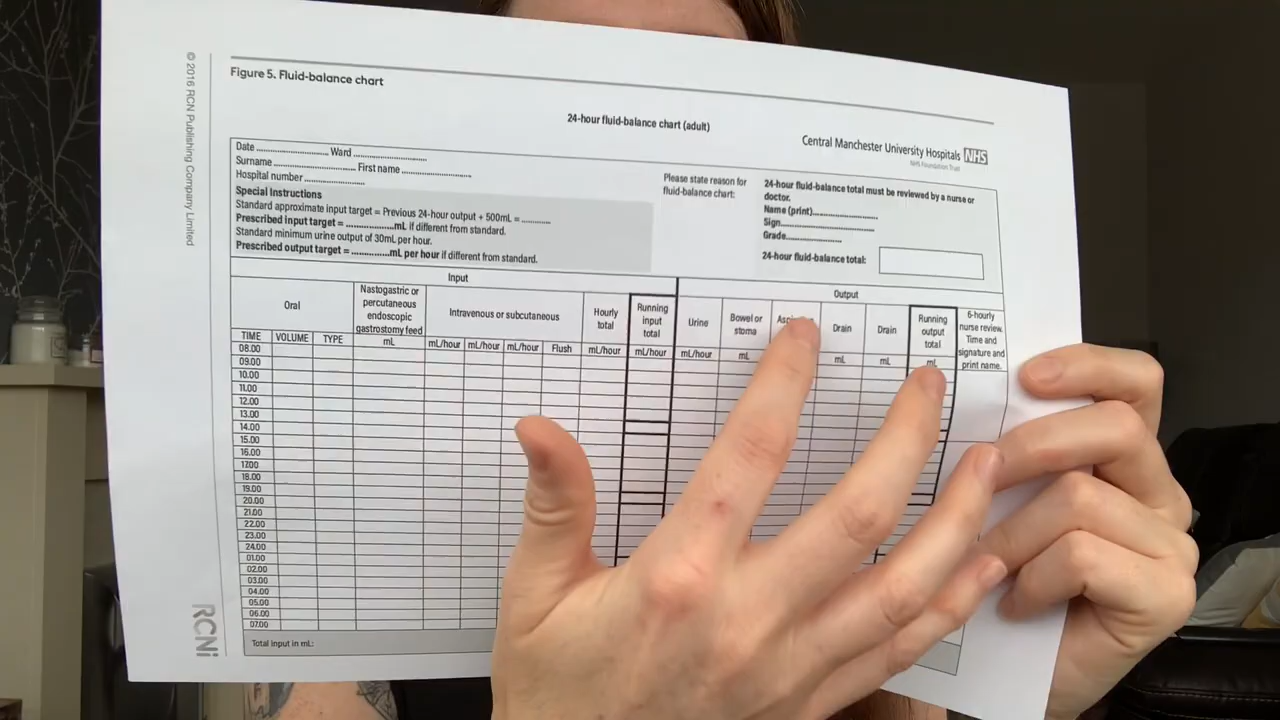 © 2016 RCN Publishing Company Limited
RCNi
Figure 5. Fluid-balance chart
24-hour fluid-balance chart (adult)
Central Manchester University Hospitals NHS
NHS Foundation Trust
Date .......................... Ward ..........................
Surname .......................... First name ..........................
Hospital number ....................
Special Instructions
Standard approximate input target = Previous 24-hour output + 500mL = ...........
Prescribed input target = ................mL if different from standard.
Standard minimum urine output of 30mL per hour.
Prescribed output target = .............mL per hour if different from standard.
Please state reason for
fluid-balance chart:
24-hour fluid-balance total must be reviewed by a nurse or
doctor.
Name (print)......................
Sign..............................
Grade....................
24-hour fluid-balance total:
Input
Output
Oral
Nastogastric or
percutaneous
endoscopic
gastrostomy feed
Intravenous or subcutaneous
Hourly
total
Running
input
total
Urine
Bowel or
stoma
Drain
Drain
Running
output
total
6-hourly
nurse review.
Time and
signature and
print name.
TIME VOLUME TYPE mL mL/hour mL/hour mL/hour Flush mL/hour mL/hour mL/hour mL mL mL mL
08.00
09.00
10.00
11.00
12.00
13.00
14.00
15.00
16.00
17.00
18.00
19.00
20.00
21.00
22.00
23.00
24.00
01.00
02.00
03.00
04.00
05.00
06.00
07.00
Total input in mL: